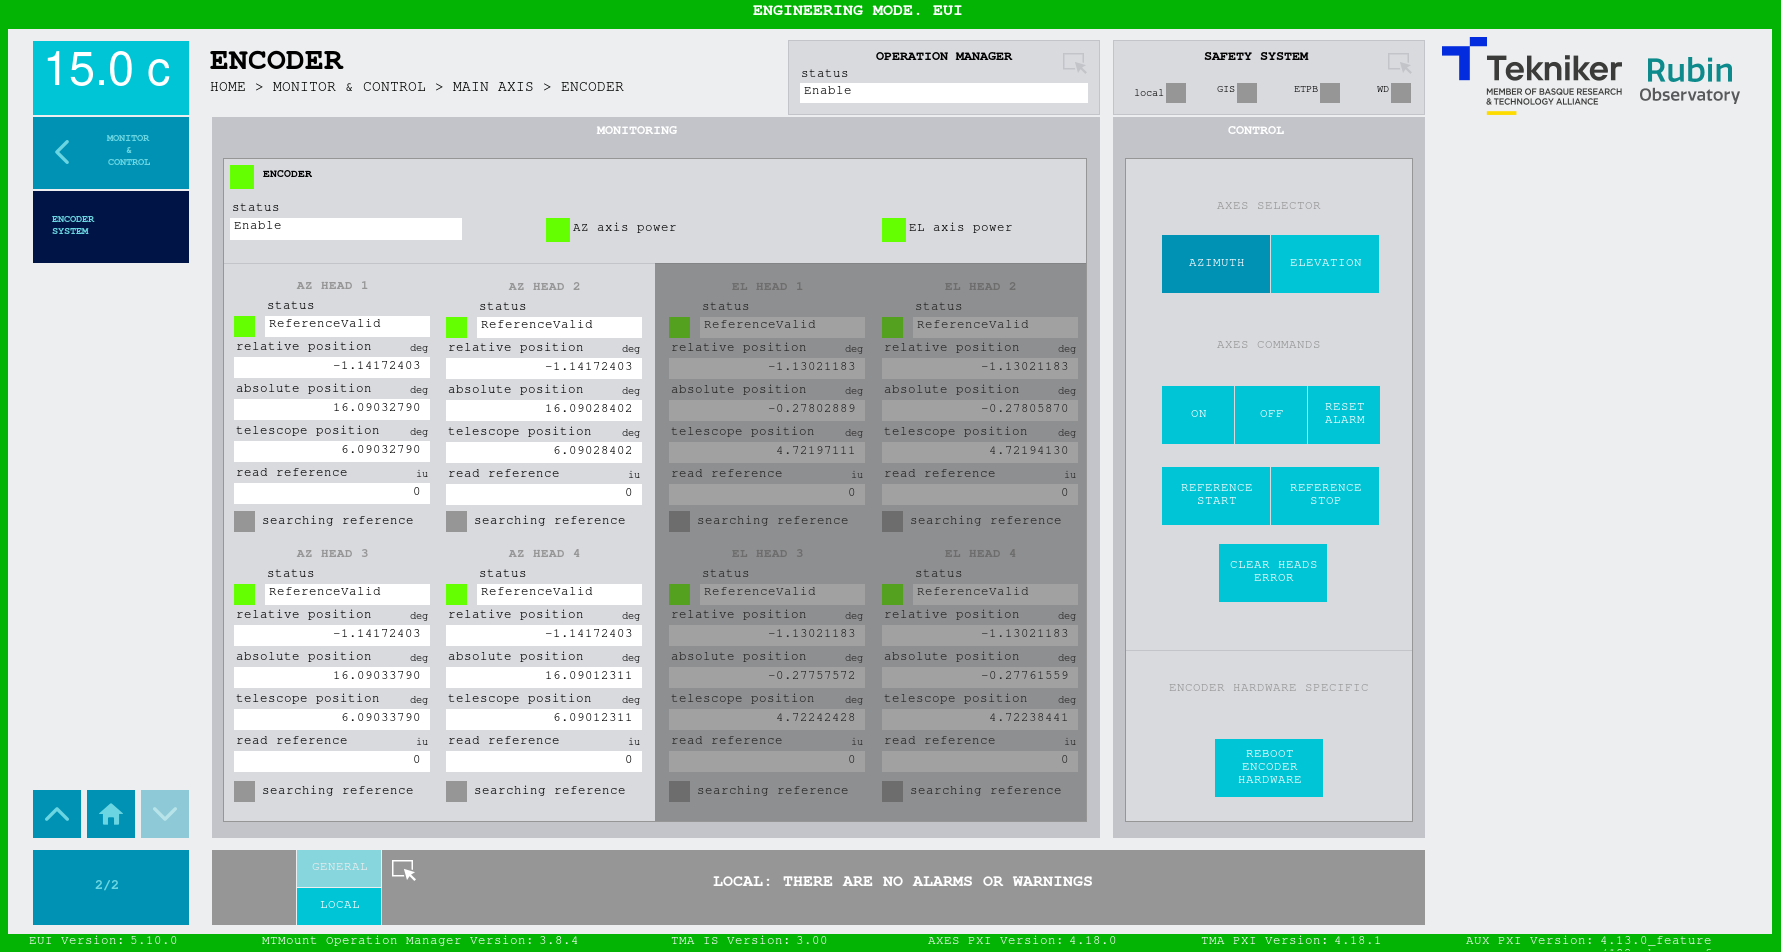 ENGINEERING MODE. EUI
15.0 c
ENCODER
HOME > MONITOR & CONTROL > MAIN AXIS > ENCODER
OPERATION MANAGER
status
Enable
SAFETY SYSTEM
local GIS ETPB WD
Tekniker
MEMBER OF BASQUE RESEARCH
& TECHNOLOGY ALLIANCE
Rubin
Observatory
MONITOR
&
CONTROL
ENCODER
SYSTEM
MONITORING
ENCODER
status
Enable
AZ axis power
EL axis power
AZ HEAD 1
status
ReferenceValid
relative position deg
-1.14172403
absolute position deg
16.09032790
telescope position deg
6.09032790
read reference iu
0
searching reference
AZ HEAD 2
status
ReferenceValid
relative position deg
-1.14172403
absolute position deg
16.09028402
telescope position deg
6.09028402
read reference iu
0
searching reference
EL HEAD 1
status
ReferenceValid
relative position deg
-1.13021183
absolute position deg
-0.27802889
telescope position deg
4.72197111
read reference iu
0
searching reference
EL HEAD 2
status
ReferenceValid
relative position deg
-1.13021183
absolute position deg
-0.27805870
telescope position deg
4.72194130
read reference iu
0
searching reference
AZ HEAD 3
status
ReferenceValid
relative position deg
-1.14172403
absolute position deg
16.09033790
telescope position deg
6.09033790
read reference iu
0
searching reference
AZ HEAD 4
status
ReferenceValid
relative position deg
-1.14172403
absolute position deg
16.09012311
telescope position deg
6.09012311
read reference iu
0
searching reference
EL HEAD 3
status
ReferenceValid
relative position deg
-1.13021183
absolute position deg
-0.27757572
telescope position deg
4.72242428
read reference iu
0
searching reference
EL HEAD 4
status
ReferenceValid
relative position deg
-1.13021183
absolute position deg
-0.27761559
telescope position deg
4.72238441
read reference iu
0
searching reference
CONTROL
AXES SELECTOR
AZIMUTH
ELEVATION
AXES COMMANDS
ON
OFF
RESET
ALARM
REFERENCE
START
REFERENCE
STOP
CLEAR HEADS
ERROR
ENCODER HARDWARE SPECIFIC
REBOOT
ENCODER
HARDWARE
2/2
GENERAL
LOCAL
LOCAL: THERE ARE NO ALARMS OR WARNINGS
EUI Version: 5.10.0
MTMount Operation Manager Version: 3.8.4
TMA IS Version: 3.00
AXES PXI Version: 4.18.0
TMA PXI Version: 4.18.1
AUX PXI Version: 4.13.0_feature